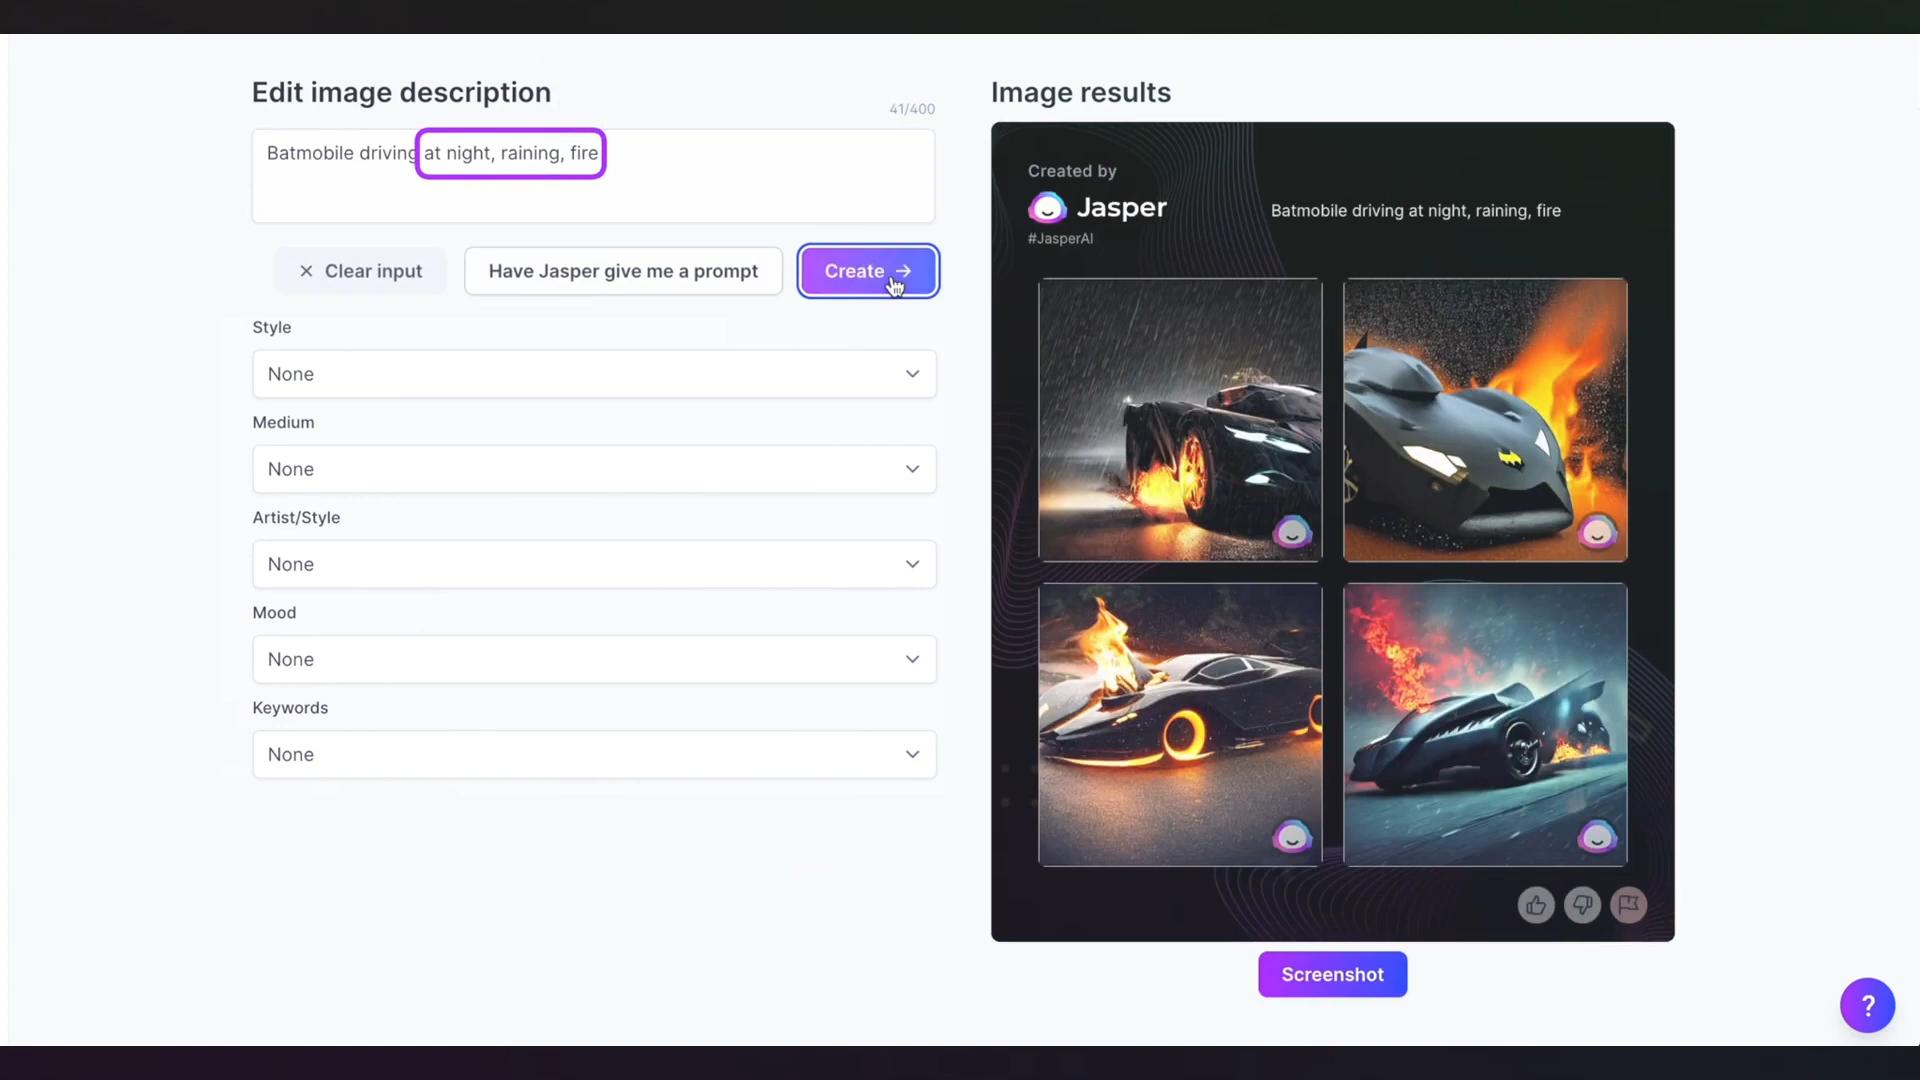 Edit image description
41/400
Batmobile driving at night, raining, fire
Clear input
Have Jasper give me a prompt
Create
Style
None
Medium
None
Artist/Style
None
Mood
None
Keywords
None
Image results
Created by
Jasper
#JasperAI
Batmobile driving at night, raining, fire
Screenshot
?